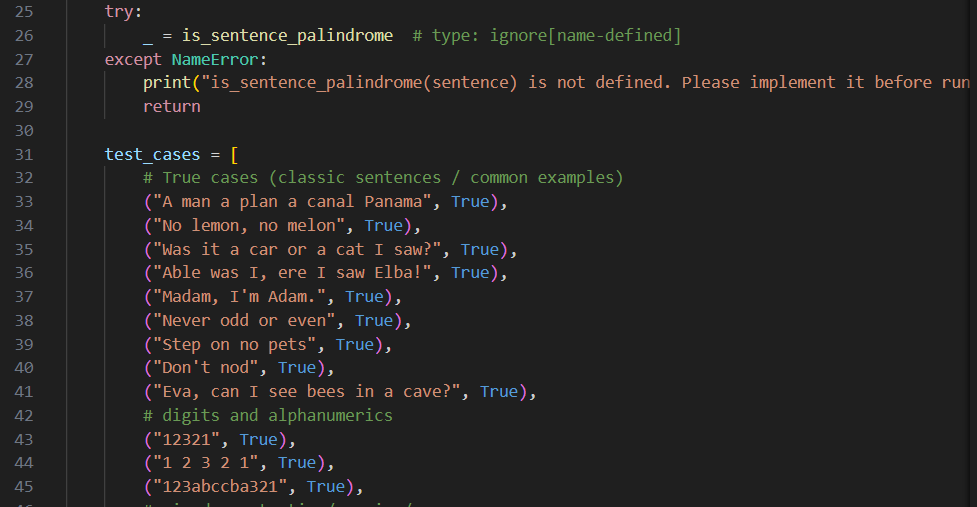 25 try:
26 _ = is_sentence_palindrome # type: ignore[name-defined]
27 except NameError:
28 print("is_sentence_palindrome(sentence) is not defined. Please implement it before run
29 return
30
31 test_cases = [
32 # True cases (classic sentences / common examples)
33 ("A man a plan a canal Panama", True),
34 ("No lemon, no melon", True),
35 ("Was it a car or a cat I saw?", True),
36 ("Able was I, ere I saw Elba!", True),
37 ("Madam, I'm Adam.", True),
38 ("Never odd or even", True),
39 ("Step on no pets", True),
40 ("Don't nod", True),
41 ("Eva, can I see bees in a cave?", True),
42 # digits and alphanumerics
43 ("12321", True),
44 ("1 2 3 2 1", True),
45 ("123abccba321", True),